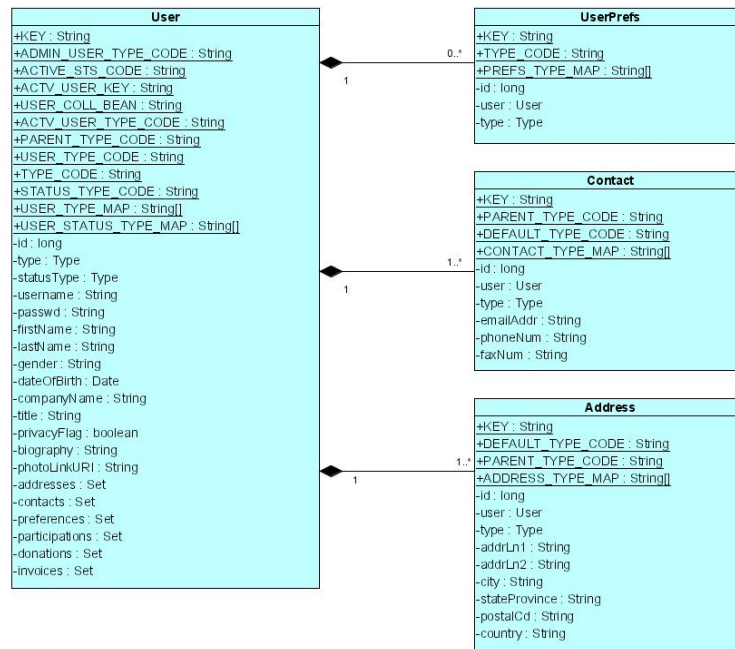 User
+KEY : String
+ADMIN_USER_TYPE_CODE : String
+ACTIVE_STS_CODE : String
+ACTV_USER_KEY : String
+USER_COLL_BEAN : String
+ACTV_USER_TYPE_CODE : String
+PARENT_TYPE_CODE : String
+USER_TYPE_CODE : String
+TYPE_CODE : String
+STATUS_TYPE_CODE : String
+USER_TYPE_MAP : String[]
+USER_STATUS_TYPE_MAP : String[]
-id : long
-type : Type
-statusType : Type
-username : String
-passwd : String
-firstName : String
-lastName : String
-gender : String
-dateOfBirth : Date
-companyName : String
-title : String
-privacyFlag : boolean
-biography : String
-photoLinkURI : String
-addresses : Set
-contacts : Set
-preferences : Set
-participations : Set
-donations : Set
-invoices : Set
1
0..*
UserPrefs
+KEY : String
+TYPE_CODE : String
+PREFS_TYPE_MAP : String[]
-id : long
-user : User
-type : Type
1
1..*
Contact
+KEY : String
+PARENT_TYPE_CODE : String
+DEFAULT_TYPE_CODE : String
+CONTACT_TYPE_MAP : String[]
-id : long
-user : User
-type : Type
-emailAddr : String
-phoneNum : String
-faxNum : String
1
1..*
Address
+KEY : String
+DEFAULT_TYPE_CODE : String
+PARENT_TYPE_CODE : String
+ADDRESS_TYPE_MAP : String[]
-id : long
-user : User
-type : Type
-addrLn1 : String
-addrLn2 : String
-city : String
-stateProvince : String
-postalCd : String
-country : String